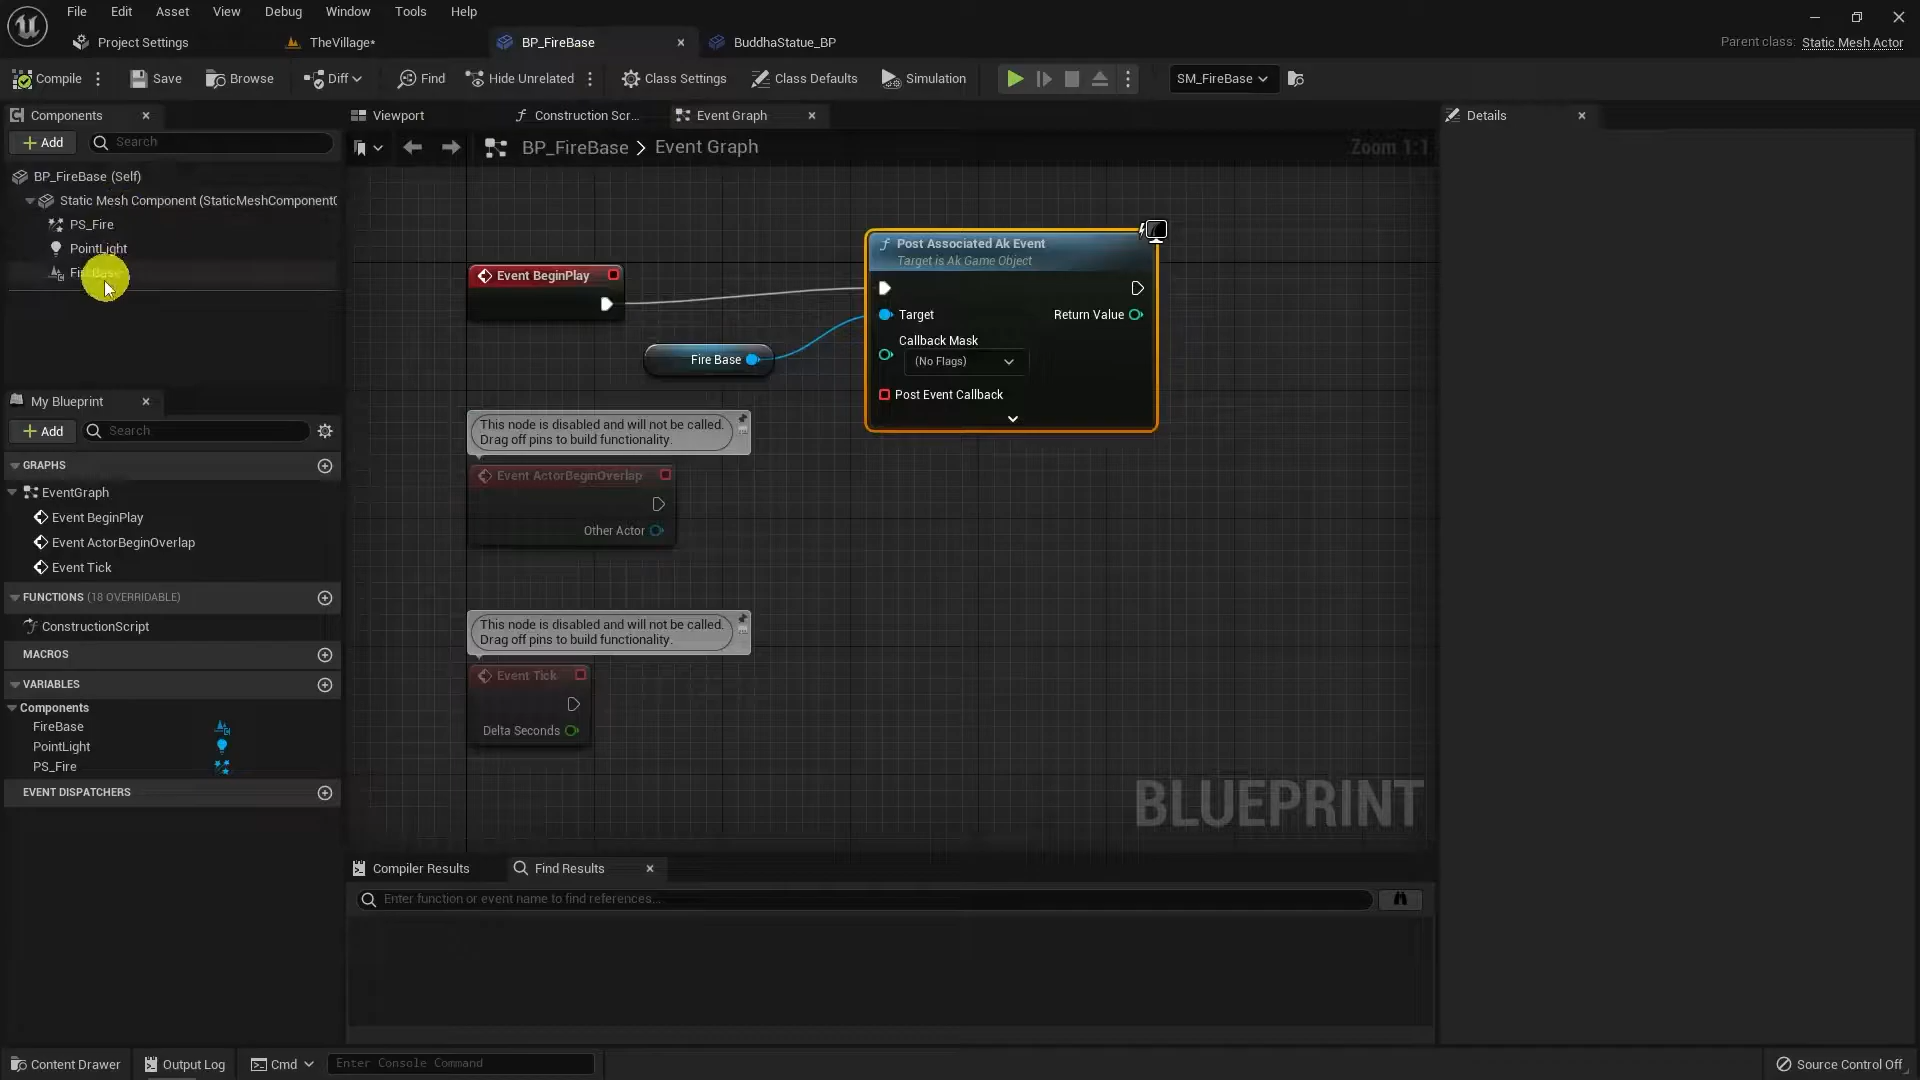 File Edit Asset View Debug Window Tools Help
Project Settings TheVillage* BP_FireBase BuddhaStatue_BP Parent class: Static Mesh Actor
Compile Save Browse Diff Find Hide Unrelated Class Settings Class Defaults Simulation SM_FireBase
Components
Add Search
BP_FireBase (Self)
Static Mesh Component (StaticMeshComponent(
PS_Fire
PointLight
FireBase
My Blueprint
Add Search
GRAPHS
EventGraph
Event BeginPlay
Event ActorBeginOverlap
Event Tick
FUNCTIONS (18 OVERRIDABLE)
ConstructionScript
MACROS
VARIABLES
Components
FireBase
PointLight
PS_Fire
EVENT DISPATCHERS
Viewport Construction Scr... Event Graph
BP_FireBase > Event Graph Zoom 1:1
Event BeginPlay
Fire Base
Post Associated Ak Event
Target is Ak Game Object
Target Return Value
Callback Mask
(No Flags)
Post Event Callback
This node is disabled and will not be called.
Drag off pins to build functionality.
Event ActorBeginOverlap
Other Actor
This node is disabled and will not be called.
Drag off pins to build functionality.
Event Tick
Delta Seconds
BLUEPRINT
Compiler Results Find Results
Enter function or event name to find references...
Details
Content Drawer Output Log Cmd Enter Console Command Source Control Off